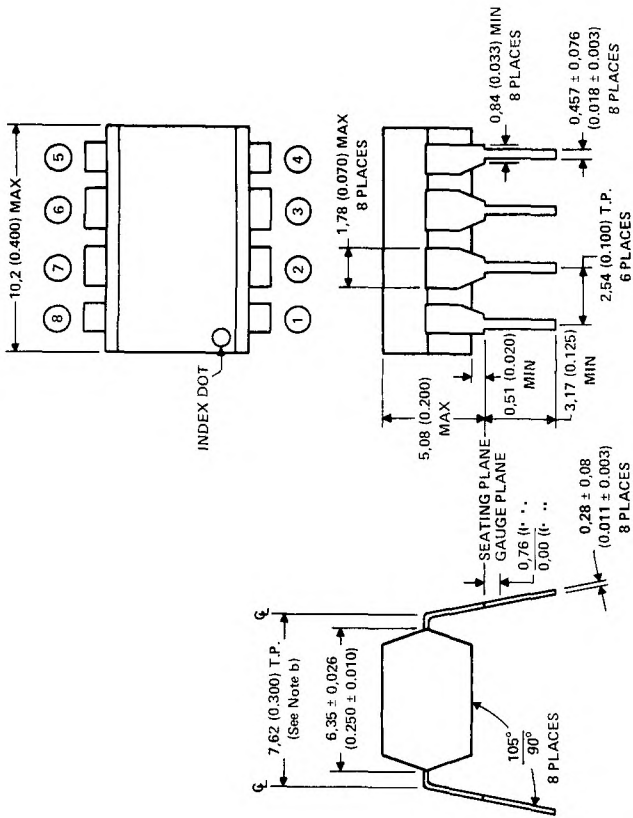 10,2 (0.400) MAX
8
7
6
5
1
2
3
4
INDEX DOT
1,78 (0.070) MAX
8 PLACES
0,84 (0.033) MIN
8 PLACES
0,457 ± 0,076
(0.018 ± 0.003)
8 PLACES
5,08 (0.200)
MAX
0,51 (0.020)
MIN
3,17 (0.125)
MIN
2,54 (0.100) T.P.
6 PLACES
℄
℄
7,62 (0.300) T.P.
(See Note b)
6,35 ± 0,026
(0.250 ± 0.010)
SEATING PLANE
GAUGE PLANE
0,76
0,00
105°
90°
8 PLACES
0,28 ± 0,08
(0.011 ± 0.003)
8 PLACES